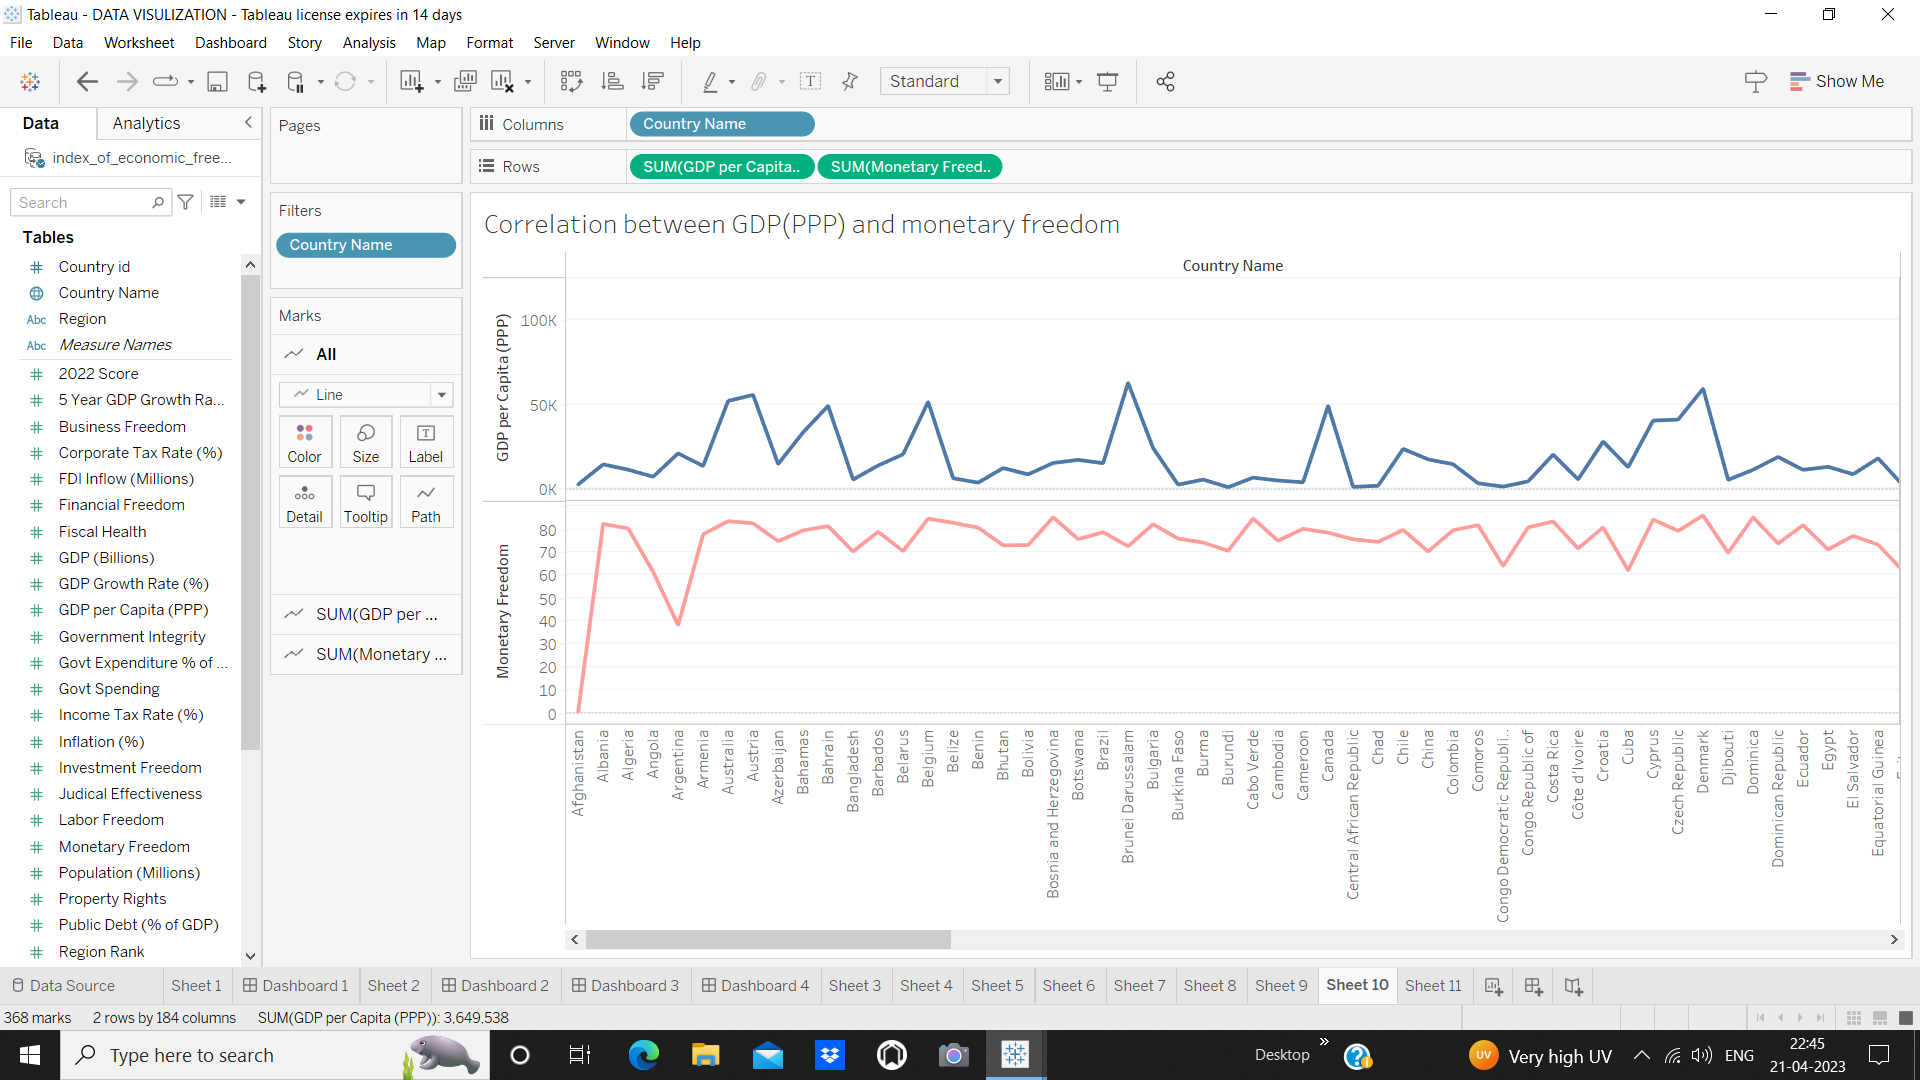 Tableau - DATA VISULIZATION - Tableau license expires in 14 days
File Data Worksheet Dashboard Story Analysis Map Format Server Window Help
Standard
Show Me
Data Analytics
index_of_economic_free...
Search
Tables
Country id
Country Name
Abc Region
Abc Measure Names
2022 Score
5 Year GDP Growth Ra...
Business Freedom
Corporate Tax Rate (%)
FDI Inflow (Millions)
Financial Freedom
Fiscal Health
GDP (Billions)
GDP Growth Rate (%)
GDP per Capita (PPP)
Government Integrity
Govt Expenditure % of ...
Govt Spending
Income Tax Rate (%)
Inflation (%)
Investment Freedom
Judical Effectiveness
Labor Freedom
Monetary Freedom
Population (Millions)
Property Rights
Public Debt (% of GDP)
Region Rank
Pages
Filters
Country Name
Marks
All
Line
Color Size Label
Detail Tooltip Path
SUM(GDP per ...
SUM(Monetary ...
Columns Country Name
Rows SUM(GDP per Capita.. SUM(Monetary Freed..
Correlation between GDP(PPP) and monetary freedom
Country Name
GDP per Capita (PPP)
100K
50K
0K
Monetary Freedom
80
70
60
50
40
30
20
10
0
Afghanistan
Albania
Algeria
Angola
Argentina
Armenia
Australia
Austria
Azerbaijan
Bahamas
Bahrain
Bangladesh
Barbados
Belarus
Belgium
Belize
Benin
Bhutan
Bolivia
Bosnia and Herzegovina
Botswana
Brazil
Brunei Darussalam
Bulgaria
Burkina Faso
Burma
Burundi
Cabo Verde
Cambodia
Cameroon
Canada
Central African Republic
Chad
Chile
China
Colombia
Comoros
Congo Democratic Republi..
Congo Republic of
Costa Rica
Côte d'Ivoire
Croatia
Cuba
Cyprus
Czech Republic
Denmark
Djibouti
Dominica
Dominican Republic
Ecuador
Egypt
El Salvador
Equatorial Guinea
Data Source Sheet 1 Dashboard 1 Sheet 2 Dashboard 2 Dashboard 3 Dashboard 4 Sheet 3 Sheet 4 Sheet 5 Sheet 6 Sheet 7 Sheet 8 Sheet 9 Sheet 10 Sheet 11
368 marks 2 rows by 184 columns SUM(GDP per Capita (PPP)): 3,649,538
Type here to search
Desktop
UV Very high UV
ENG
22:45
21-04-2023